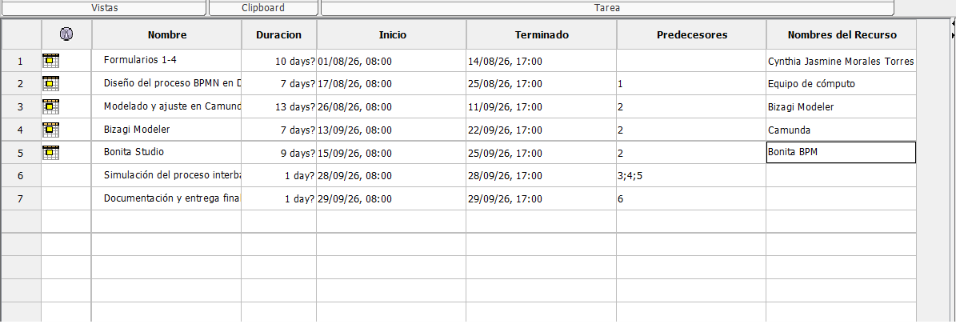 Vistas Clipboard Tarea
Nombre Duracion Inicio Terminado Predecesores Nombres del Recurso
1 Formularios 1-4 10 days? 01/08/26, 08:00 14/08/26, 17:00 Cynthia Jasmine Morales Torres
2 Diseño del proceso BPMN en D 7 days? 17/08/26, 08:00 25/08/26, 17:00 1 Equipo de cómputo
3 Modelado y ajuste en Camund 13 days? 26/08/26, 08:00 11/09/26, 17:00 2 Bizagi Modeler
4 Bizagi Modeler 7 days? 13/09/26, 08:00 22/09/26, 17:00 2 Camunda
5 Bonita Studio 9 days? 15/09/26, 08:00 25/09/26, 17:00 2 Bonita BPM
6 Simulación del proceso interba 1 day? 28/09/26, 08:00 28/09/26, 17:00 3;4;5
7 Documentación y entrega final 1 day? 29/09/26, 08:00 29/09/26, 17:00 6